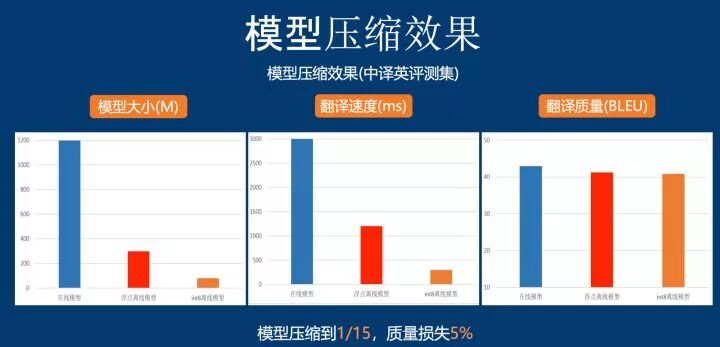 模型压缩效果
模型压缩效果(中译英评测集)
模型大小(M)
1200
1000
800
600
400
200
0
在线模型 浮点离线模型 int8离线模型
翻译速度(ms)
3000
2500
2000
1500
1000
500
0
在线模型 浮点离线模型 int8离线模型
翻译质量(BLEU)
50
40
30
20
10
在线模型 浮点离线模型 int8离线模型
模型压缩到1/15，质量损失5%